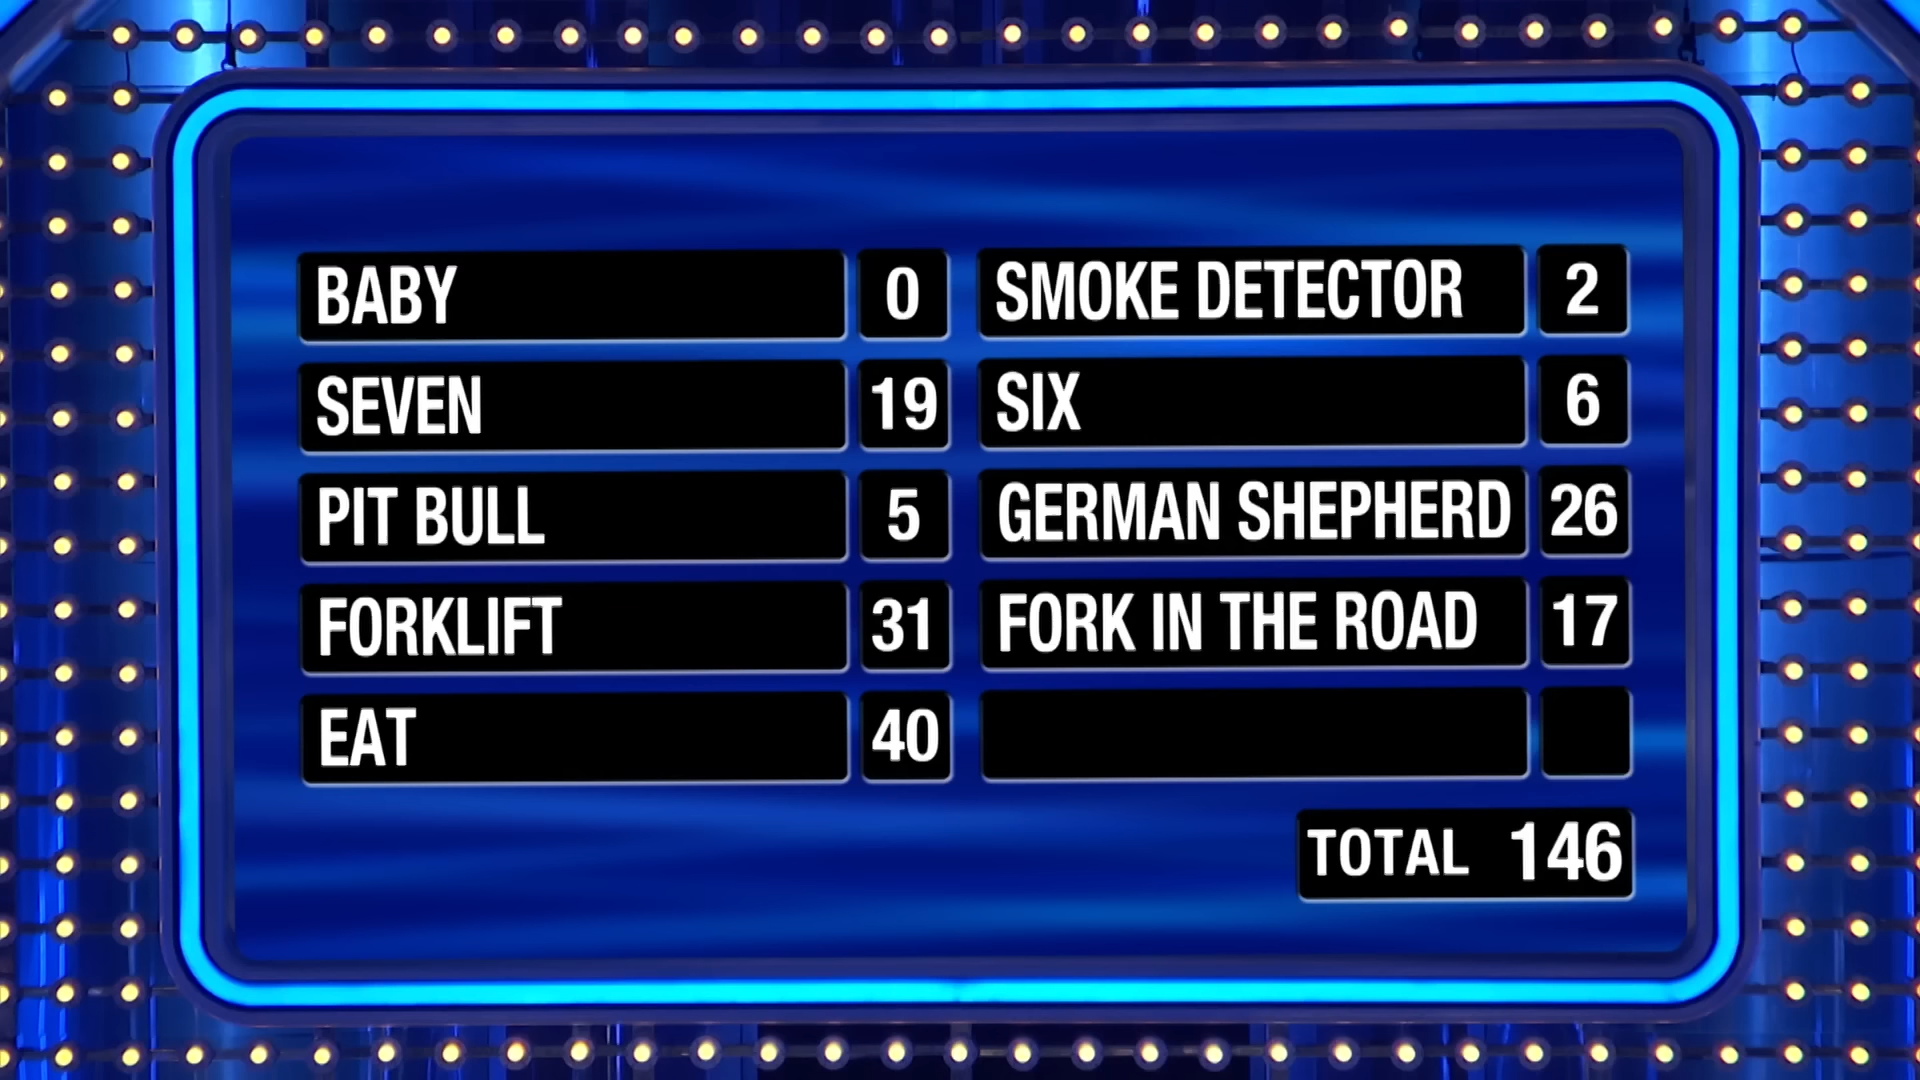 BABY 0
SEVEN 19
PIT BULL 5
FORKLIFT 31
EAT 40
SMOKE DETECTOR 2
SIX 6
GERMAN SHEPHERD 26
FORK IN THE ROAD 17
TOTAL 146